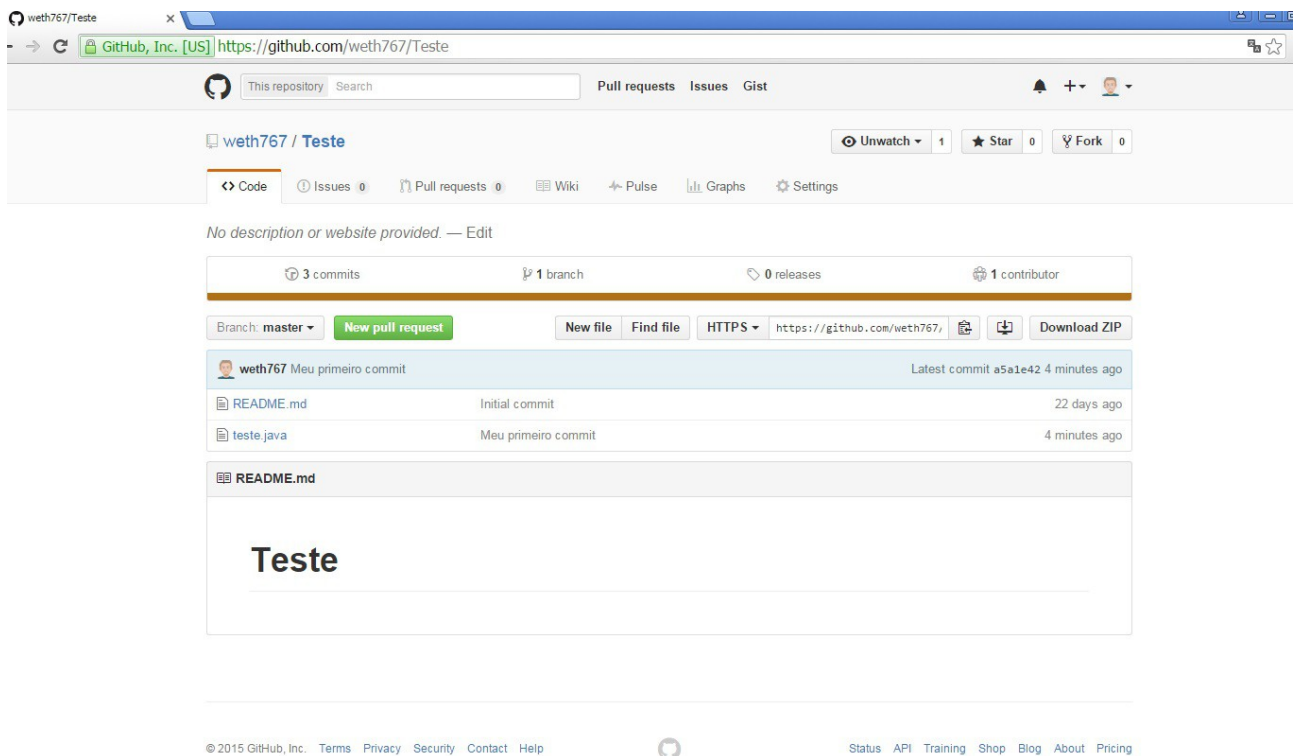 weth767/Teste
GitHub, Inc. [US] https://github.com/weth767/Teste
This repository Search Pull requests Issues Gist
weth767 / Teste Unwatch 1 Star 0 Fork 0
Code Issues 0 Pull requests 0 Wiki Pulse Graphs Settings
No description or website provided. — Edit
3 commits 1 branch 0 releases 1 contributor
Branch: master New pull request New file Find file HTTPS https://github.com/weth767/ Download ZIP
weth767 Meu primeiro commit Latest commit a5a1e42 4 minutes ago
README.md Initial commit 22 days ago
teste.java Meu primeiro commit 4 minutes ago
README.md
Teste
© 2015 GitHub, Inc. Terms Privacy Security Contact Help Status API Training Shop Blog About Pricing